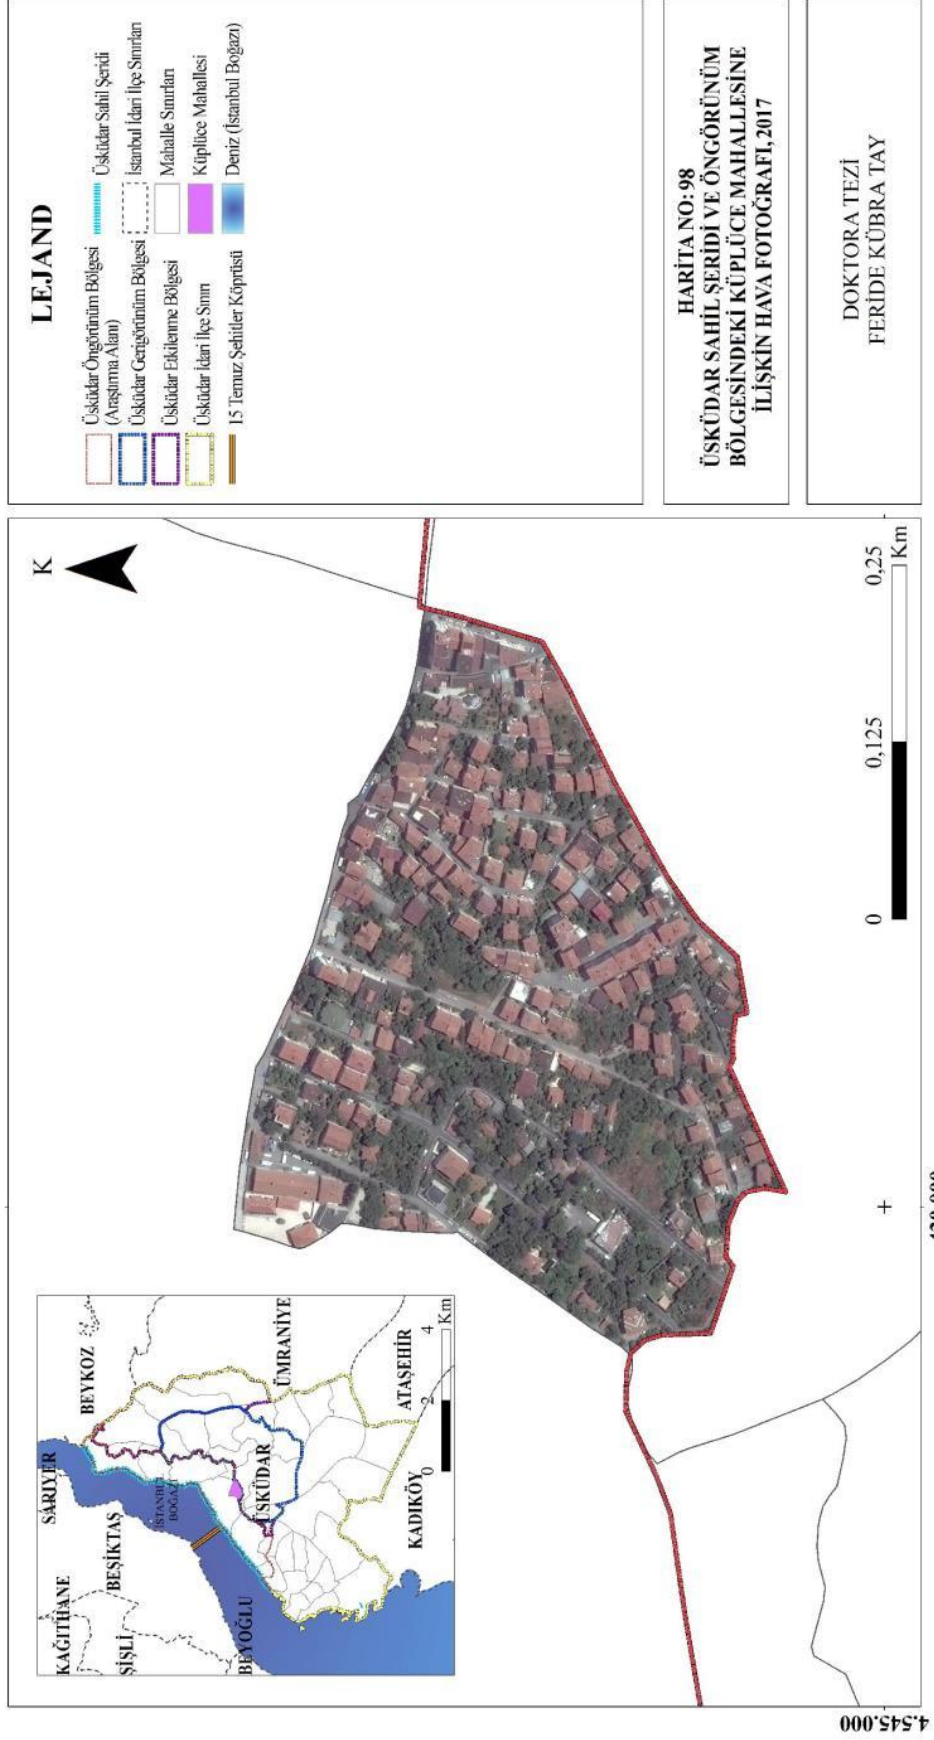 KAĞITHANE
SARIYER
BEYKOZ
ŞİŞLİ
BEŞİKTAŞ
İSTANBUL
BOĞAZI
BEYOĞLU
ÜSKÜDAR
ÜMRANİYE
KADIKÖY
ATAŞEHİR
0 2 4
Km
K
0 0,125 0,25
Km
4.545.000
LEJAND
Üsküdar Öngörünüm Bölgesi
(Araştırma Alanı)
Üsküdar Gerigörünüm Bölgesi
Üsküdar Etkilenme Bölgesi
Üsküdar İdari İlçe Sınırı
15 Temuz Şehitler Köprüsü
Üsküdar Sahil Şeridi
İstanbul İdari İlçe Sınırları
Mahalle Sınırları
Küplüce Mahallesi
Deniz (İstanbul Boğazı)
HARİTA NO: 98
ÜSKÜDAR SAHİL ŞERİDİ VE ÖNGÖRÜNÜM
BÖLGESİNDEKİ KÜPLÜCE MAHALLESİNE
İLİŞKİN HAVA FOTOĞRAFI,2017
DOKTORA TEZİ
FERİDE KÜBRA TAY